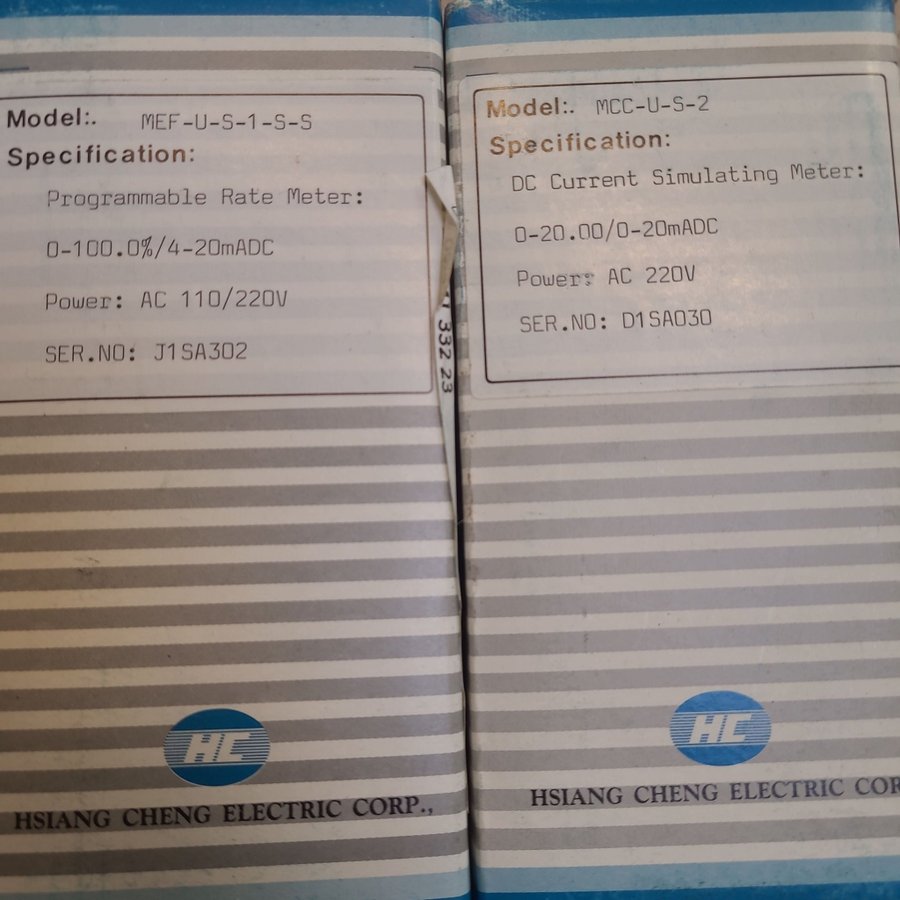 Model:. MEF-U-S-1-S-S
Specification:
Programmable Rate Meter:
0-100.0%/4-20mADC
Power: AC 110/220V
SER.NO: J1SA302
HC
HSIANG CHENG ELECTRIC CORP.,
332 23
Model:. MCC-U-S-2
Specification:
DC Current Simulating Meter:
0-20.00/0-20mADC
Power: AC 220V
SER.NO: D1SA030
HC
HSIANG CHENG ELECTRIC COR